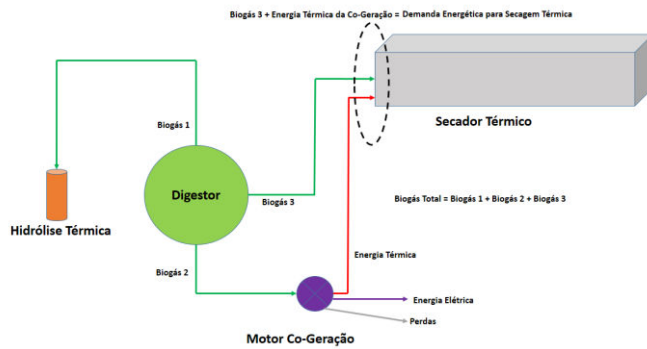 Biogás 3 + Energia Térmica da Co-Geração = Demanda Energética para Secagem Térmica
Secador Térmico
Biogás 1
Digestor
Biogás 3
Biogás Total = Biogás 1 + Biogás 2 + Biogás 3
Hidrólise Térmica
Energia Térmica
Biogás 2
Energia Elétrica
Perdas
Motor Co-Geração